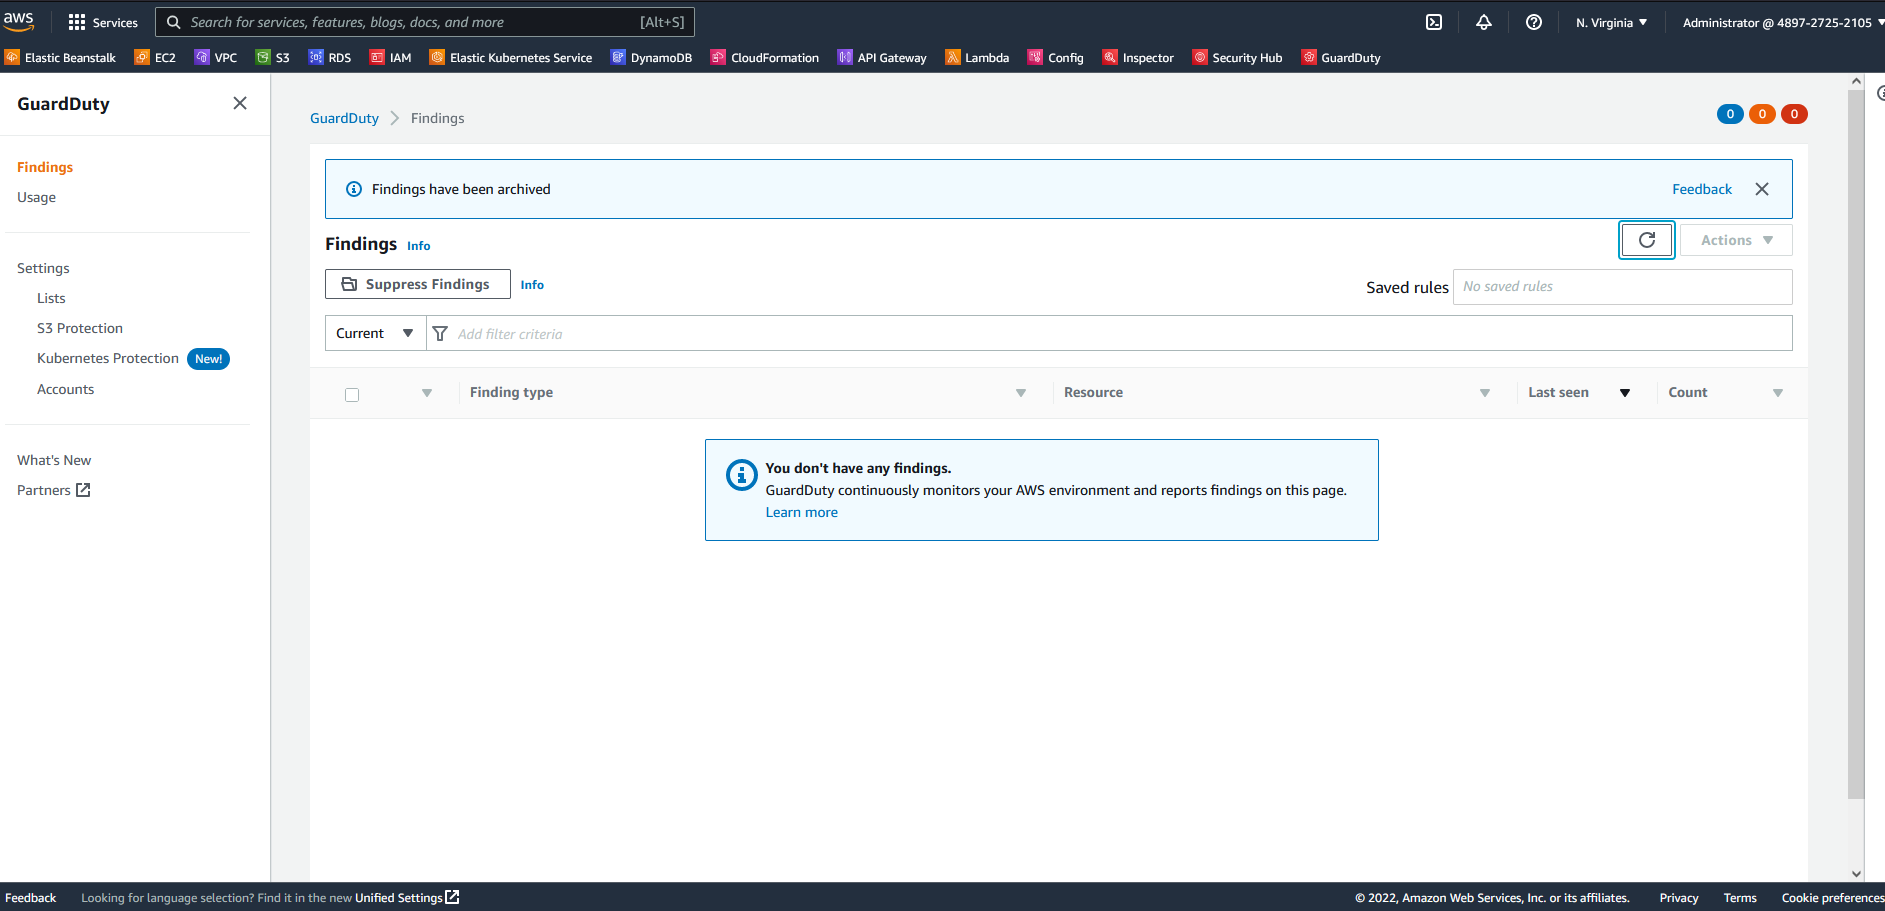 aws
Services
Search for services, features, blogs, docs, and more
[Alt+S]
N. Virginia
Administrator @ 4897-2725-2105
Elastic Beanstalk
EC2
VPC
S3
RDS
IAM
Elastic Kubernetes Service
DynamoDB
CloudFormation
API Gateway
Lambda
Config
Inspector
Security Hub
GuardDuty
GuardDuty
Findings
Usage
Settings
Lists
S3 Protection
Kubernetes Protection New!
Accounts
What's New
Partners
GuardDuty Findings
0 0 0
Findings have been archived
Feedback
Findings Info
Actions
Suppress Findings Info
Saved rules
No saved rules
Current
Add filter criteria
Finding type
Resource
Last seen
Count
You don't have any findings.
GuardDuty continuously monitors your AWS environment and reports findings on this page.
Learn more
Feedback
Looking for language selection? Find it in the new Unified Settings
© 2022, Amazon Web Services, Inc. or its affiliates.
Privacy
Terms
Cookie preferences